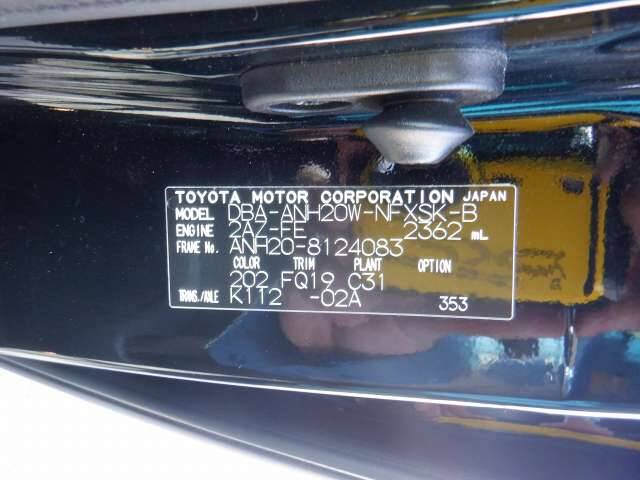 TOYOTA MOTOR CORPORATION JAPAN
MODEL DBA-ANH20W-NFXSK-B
ENGINE 2AZ-FE 2362 mL
FRAME No. ANH20-8124083
COLOR TRIM PLANT OPTION
202 FQ19 C31
TRANS./AXLE K112 -02A 353